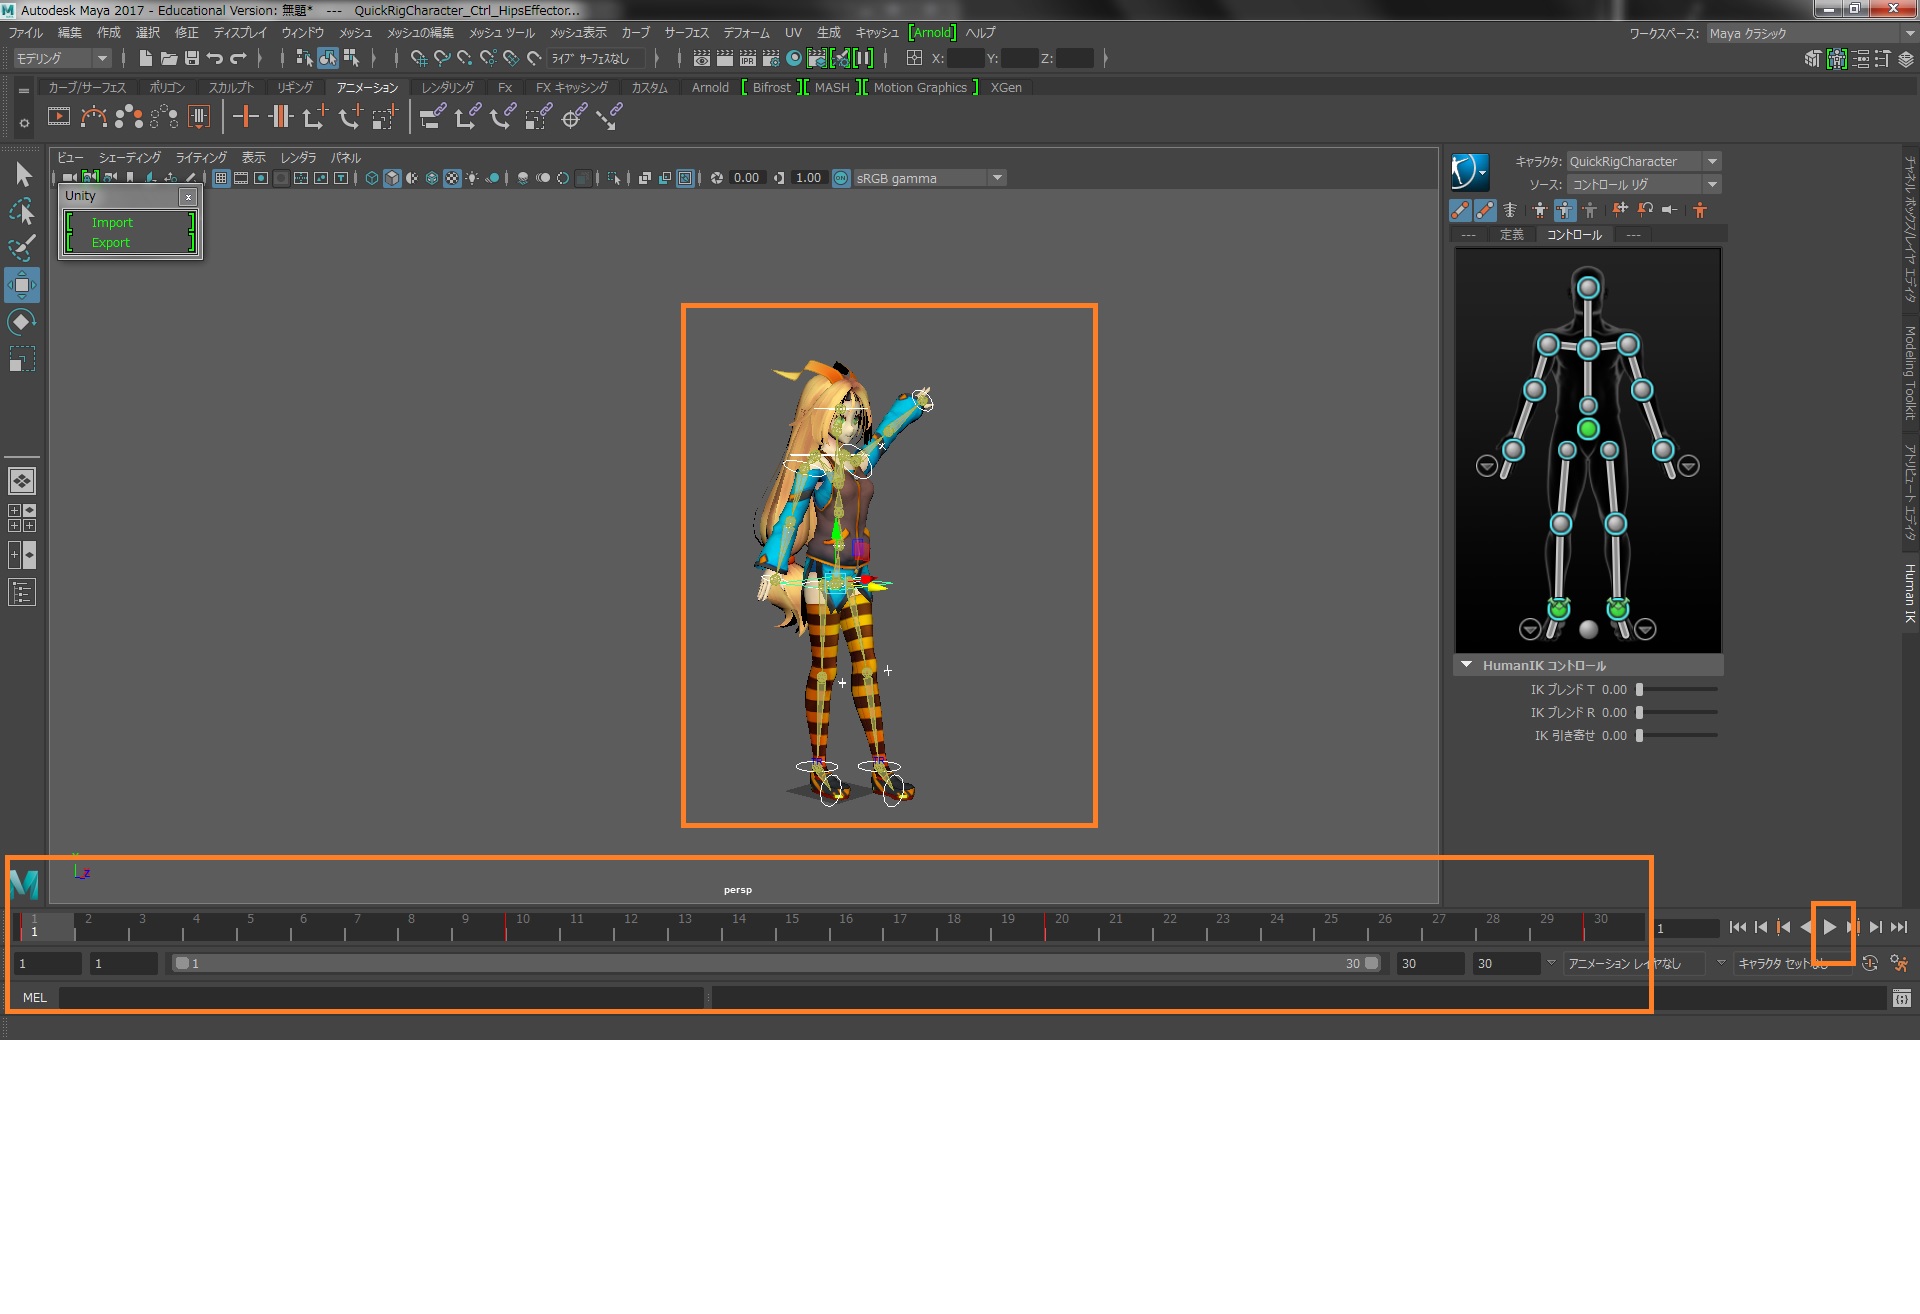 Autodesk Maya 2017 - Educational Version: 無題* --- QuickRigCharacter_Ctrl_HipsEffector...
ファイル 編集 作成 選択 修正 ディスプレイ ウィンドウ メッシュ メッシュの編集 メッシュ ツール メッシュ表示 カーブ サーフェス デフォーム UV 生成 キャッシュ [Arnold] ヘルプ
ワークスペース: Maya クラシック
モデリング ライブ サーフェスなし X: Y: Z:
カーブ/サーフェス ポリゴン スカルプト リギング アニメーション レンダリング Fx FX キャッシング カスタム Arnold [ Bifrost ][ MASH ][ Motion Graphics ] XGen
ビュー シェーディング ライティング 表示 レンダラ パネル
0.00 1.00 ON sRGB gamma
Unity x
Import
Export
キャラクタ: QuickRigCharacter
ソース: コントロール リグ
--- 定義 コントロール ---
チャネル ボックス/レイヤ エディタ
Modeling Toolkit
アトリビュート エディタ
Human IK
HumanIK コントロール
IK ブレンド T 0.00
IK ブレンド R 0.00
IK 引き寄せ 0.00
z
persp
1 2 3 4 5 6 7 8 9 10 11 12 13 14 15 16 17 18 19 20 21 22 23 24 25 26 27 28 29 30
1 1
1 1 1 30 30 30 アニメーション レイヤなし キャラクタ セットなし
MEL